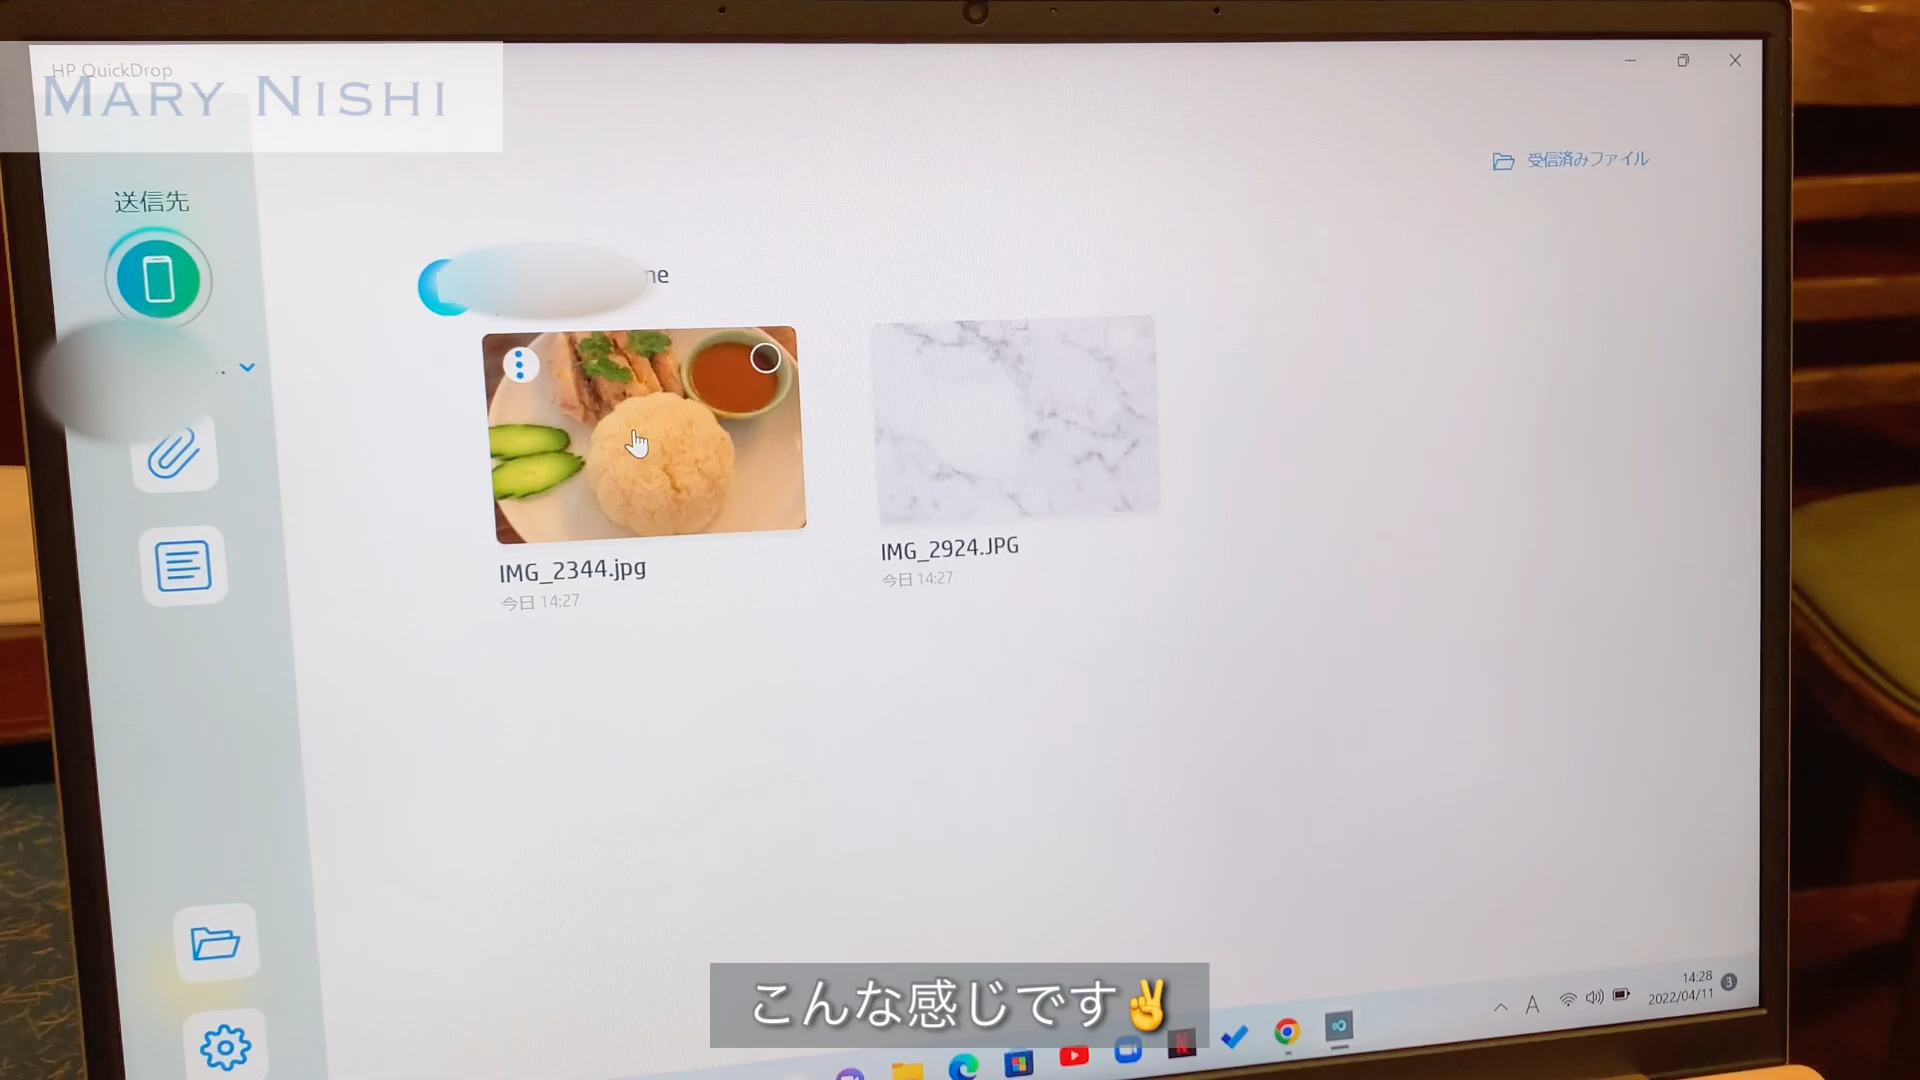 HP QuickDrop
MARY NISHI
受信済みファイル
送信先
ne
IMG_2344.jpg
今日 14:27
IMG_2924.JPG
今日 14:27
こんな感じです✌
A
14:28
2022/04/11
3